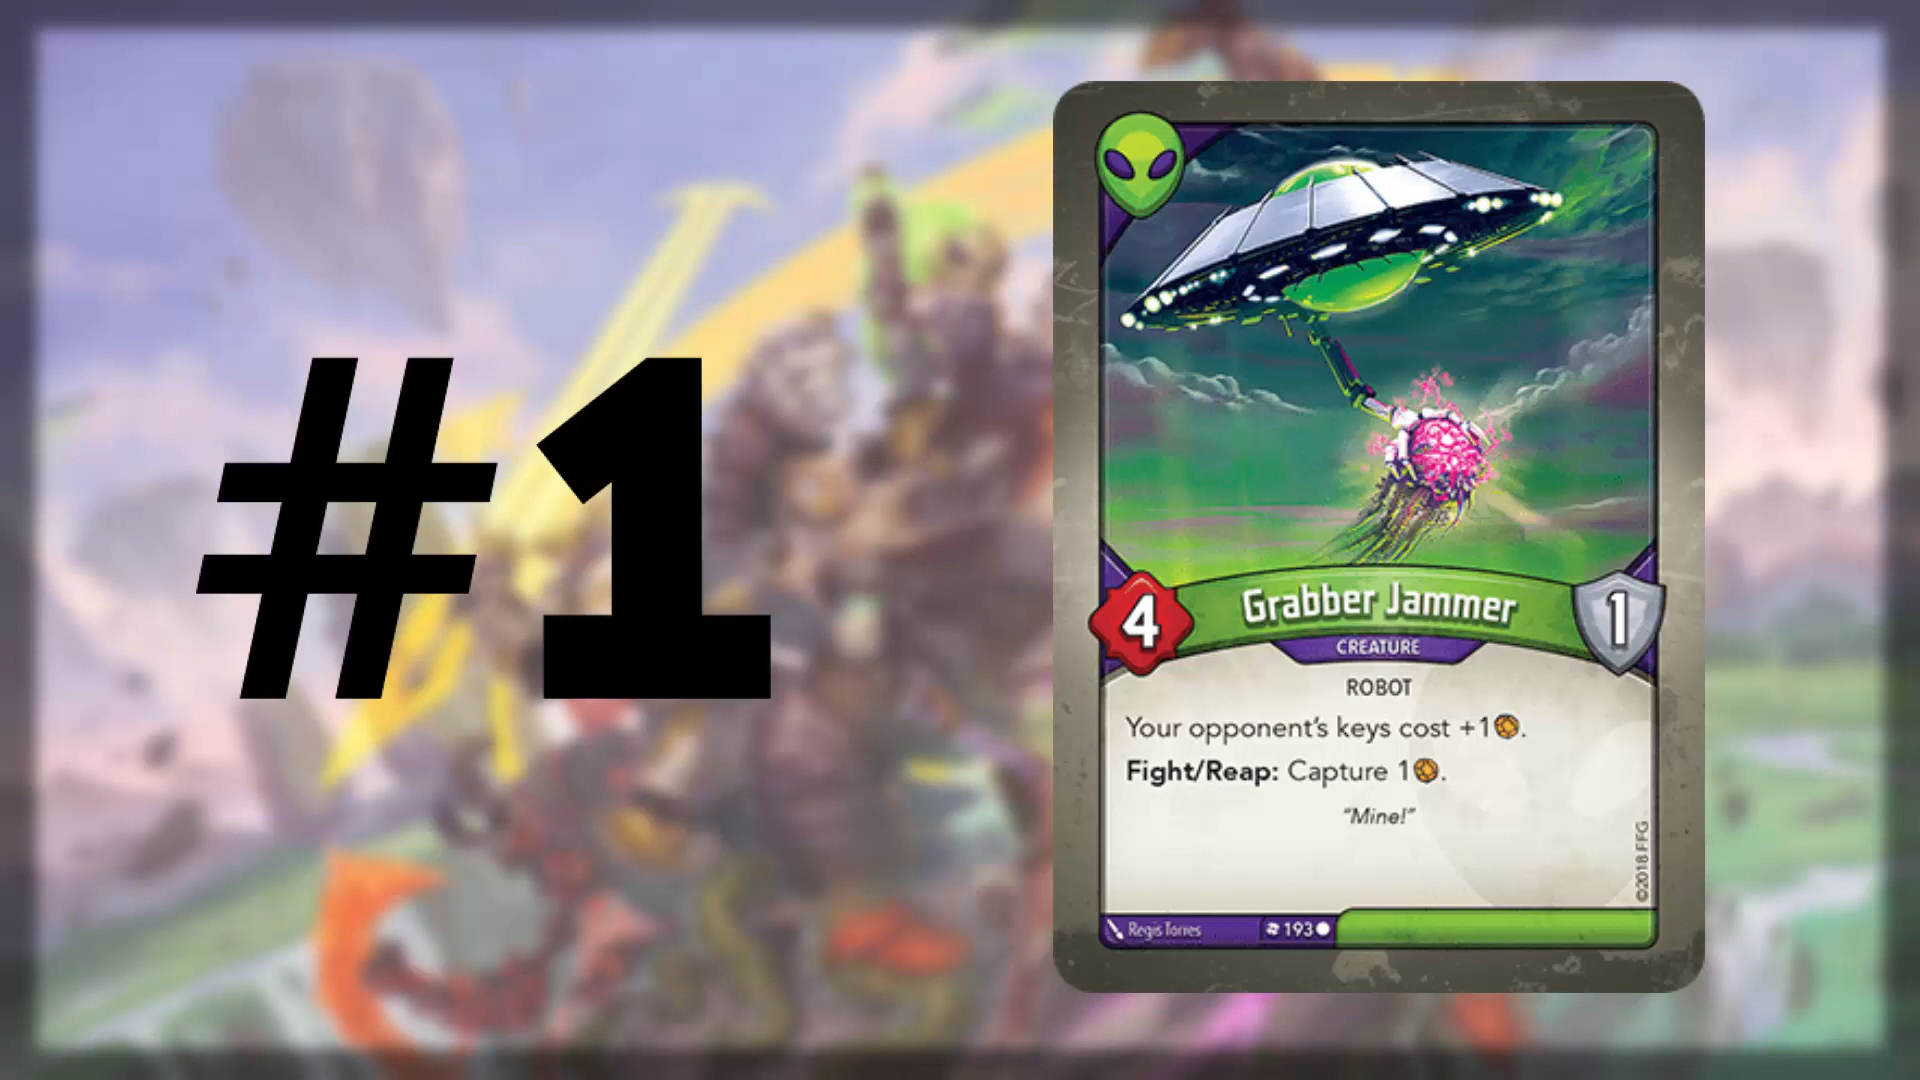 #1
4
Grabber Jammer
1
CREATURE
ROBOT
Your opponent's keys cost +1.
Fight/Reap: Capture 1.
"Mine!"
©2018 FFG
Regis Torres
193